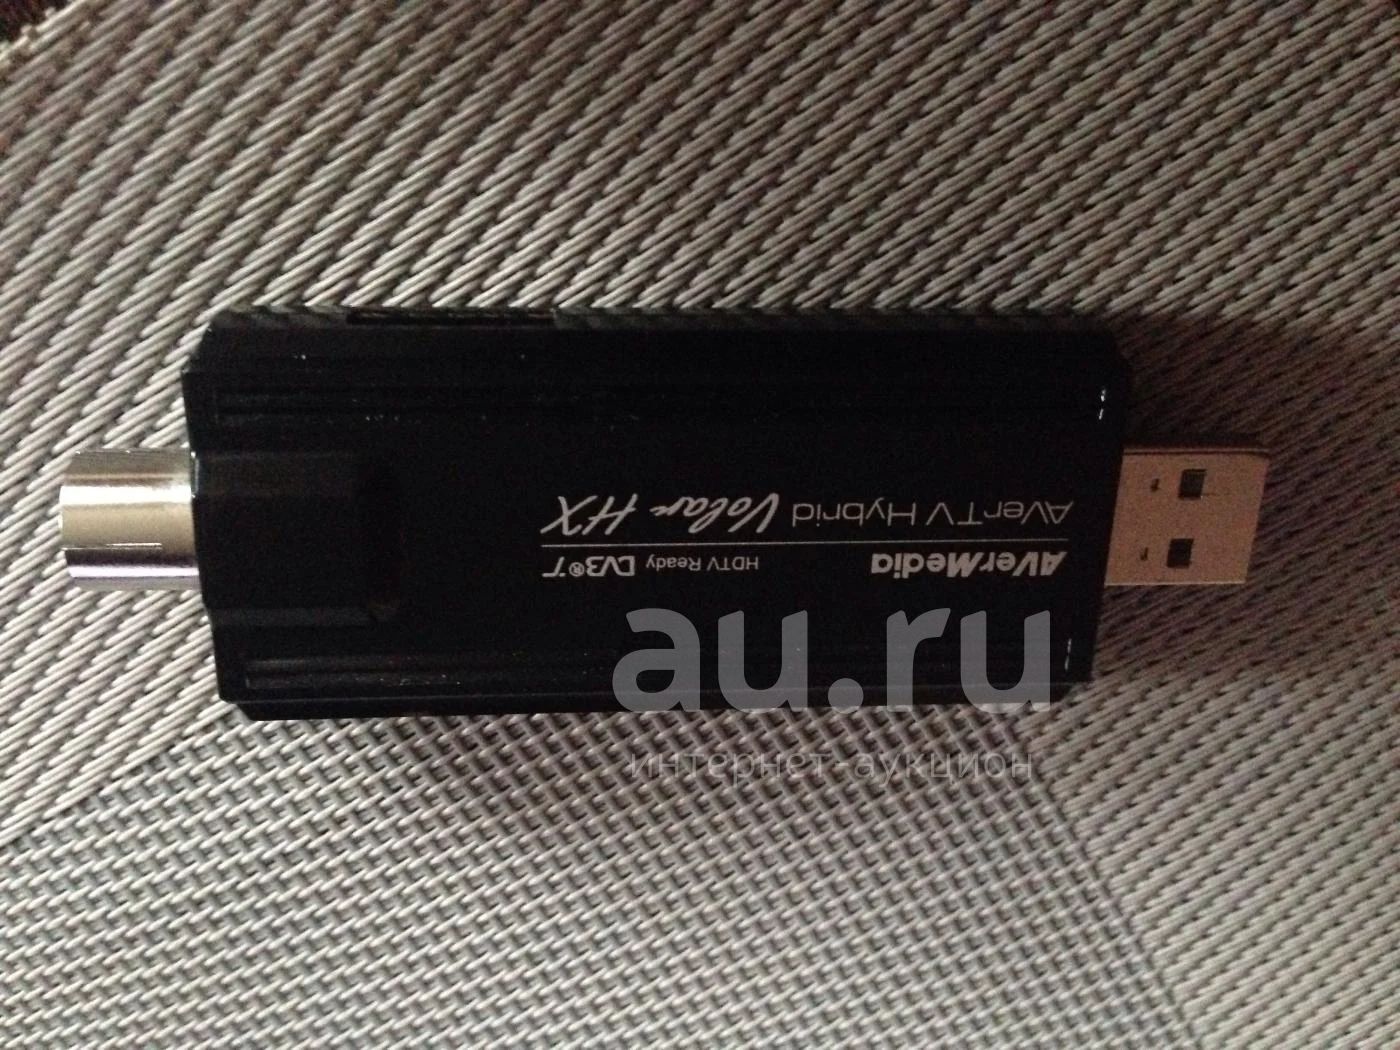 AVerMedia HDTV Ready DVB®T
AVerTV Hybrid Volar HX
au.ru
интернет-аукцион